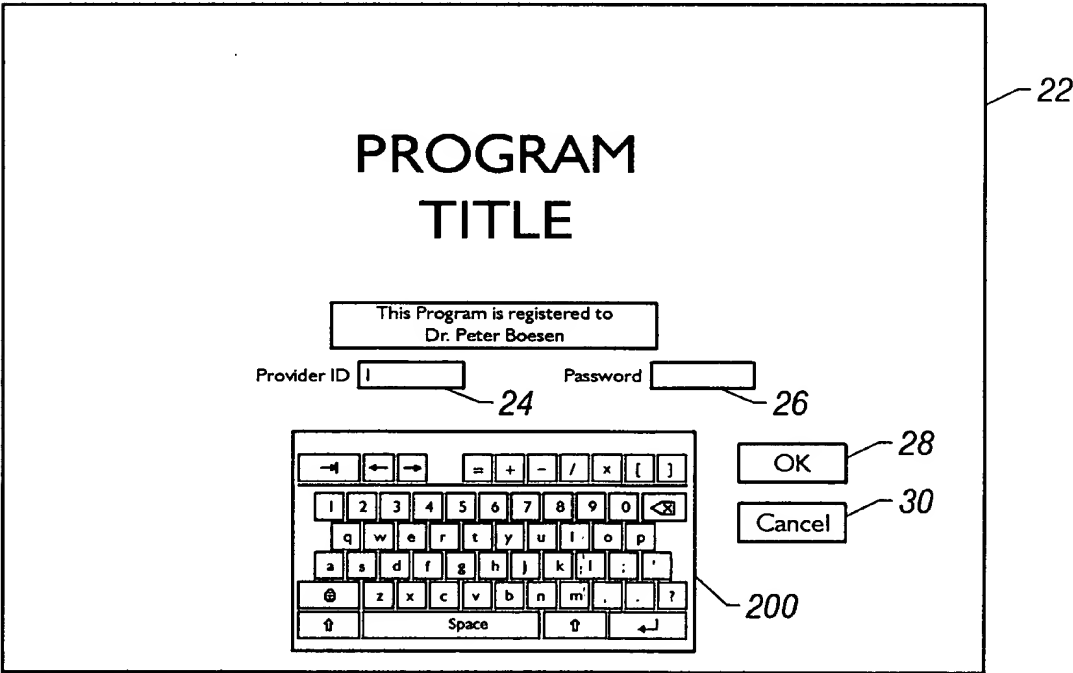 22
PROGRAM
TITLE
This Program is registered to
Dr. Peter Boesen
Provider ID I Password
24 26
OK 28
Cancel 30
= + - / x [ ]
1 2 3 4 5 6 7 8 9 0
q w e r t y u i o p
a s d f g h j k l ; '
z x c v b n m , . ?
Space
200